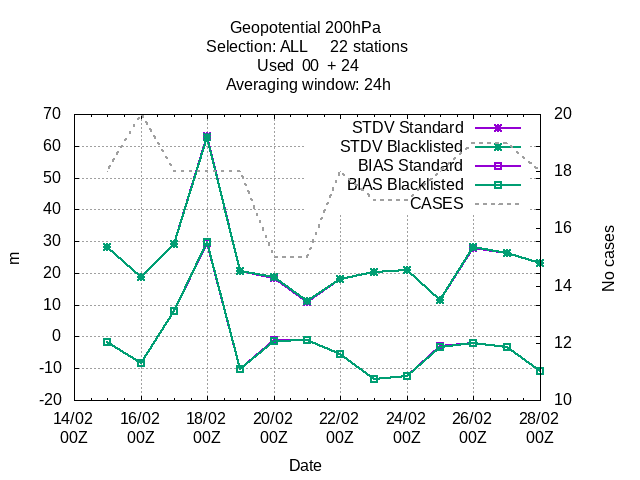 Geopotential 200hPa
Selection: ALL     22 stations
Used  00  + 24
Averaging window: 24h
STDV Standard
STDV Blacklisted
BIAS Standard
BIAS Blacklisted
CASES
70
60
50
40
30
20
10
0
-10
-20
m
20
18
16
14
12
10
No cases
14/02 16/02 18/02 20/02 22/02 24/02 26/02 28/02
00Z 00Z 00Z 00Z 00Z 00Z 00Z 00Z
Date